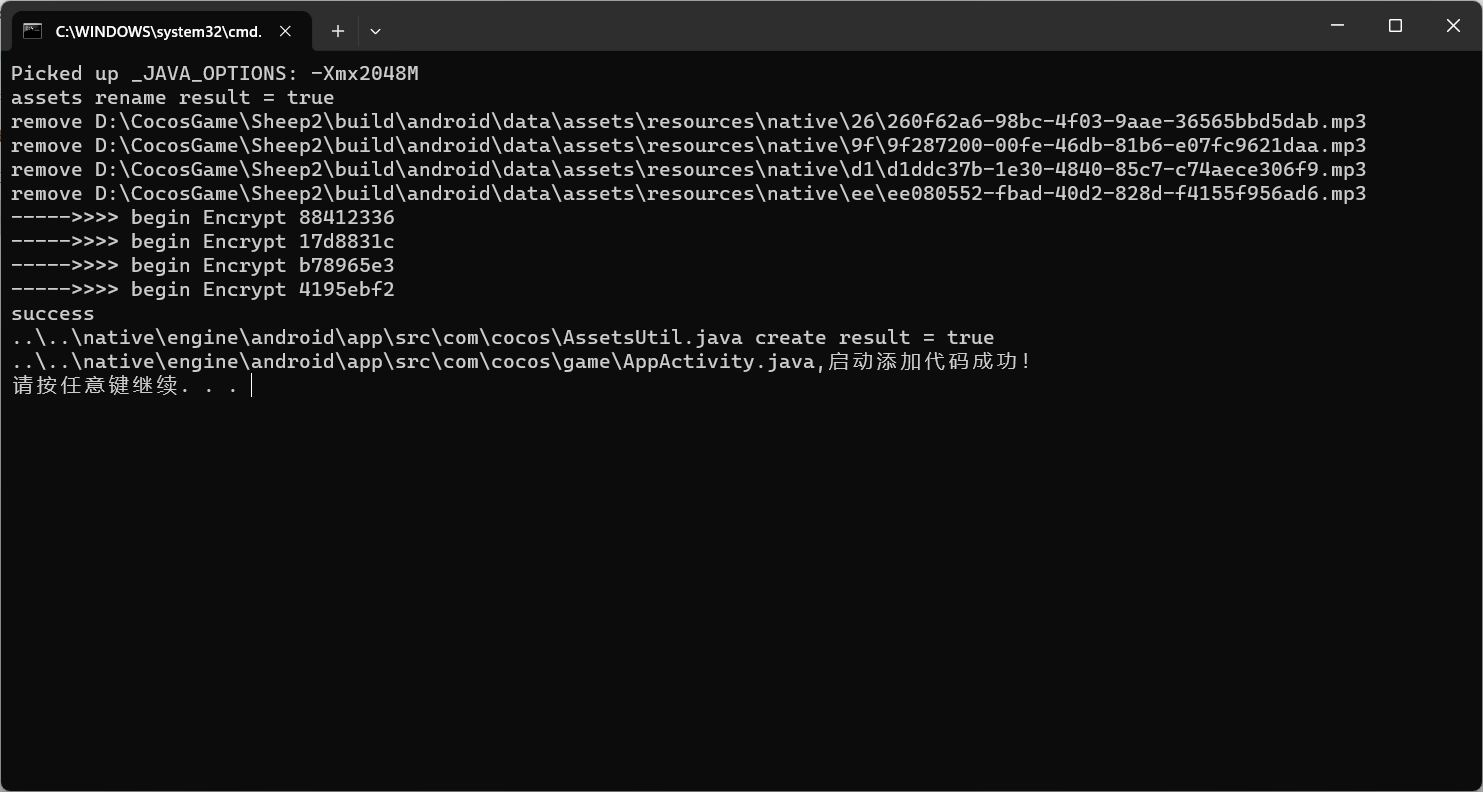 C:\WINDOWS\system32\cmd.
Picked up _JAVA_OPTIONS: -Xmx2048M
assets rename result = true
remove D:\CocosGame\Sheep2\build\android\data\assets\resources\native\26\260f62a6-98bc-4f03-9aae-36565bbd5dab.mp3
remove D:\CocosGame\Sheep2\build\android\data\assets\resources\native\9f\9f287200-00fe-46db-81b6-e07fc9621daa.mp3
remove D:\CocosGame\Sheep2\build\android\data\assets\resources\native\d1\d1ddc37b-1e30-4840-85c7-c74aece306f9.mp3
remove D:\CocosGame\Sheep2\build\android\data\assets\resources\native\ee\ee080552-fbad-40d2-828d-f4155f956ad6.mp3
----->>>> begin Encrypt 88412336
----->>>> begin Encrypt 17d8831c
----->>>> begin Encrypt b78965e3
----->>>> begin Encrypt 4195ebf2
success
..\..\native\engine\android\app\src\com\cocos\AssetsUtil.java create result = true
..\..\native\engine\android\app\src\com\cocos\game\AppActivity.java,启动添加代码成功!
请按任意键继续. . .